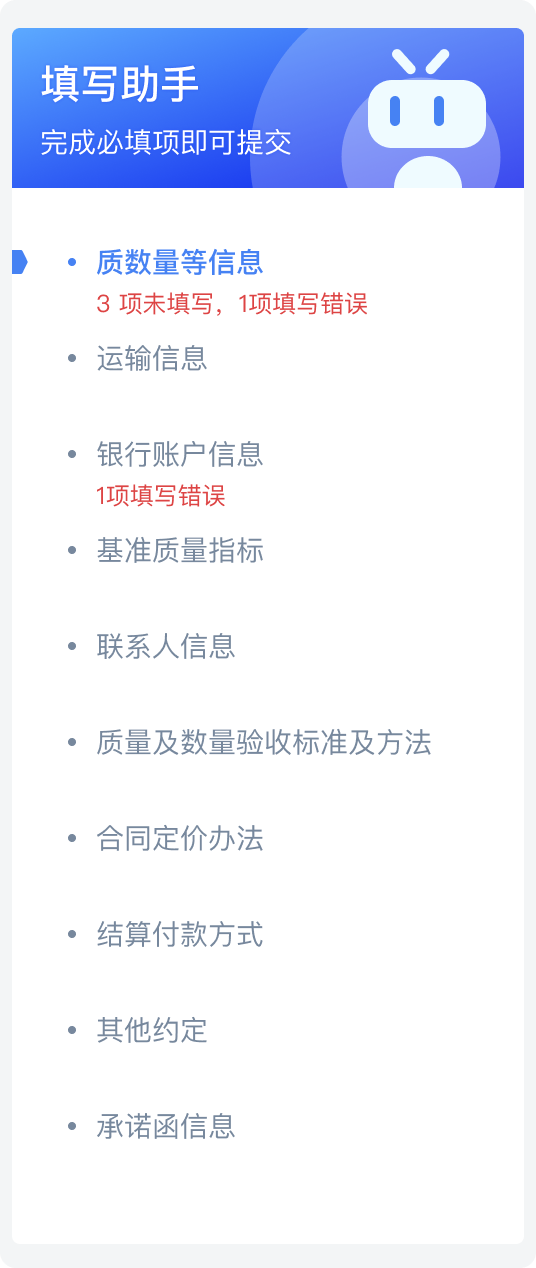 填写助手
完成必填项即可提交
质数量等信息
3 项未填写，1项填写错误
运输信息
银行账户信息
1项填写错误
基准质量指标
联系人信息
质量及数量验收标准及方法
合同定价办法
结算付款方式
其他约定
承诺函信息